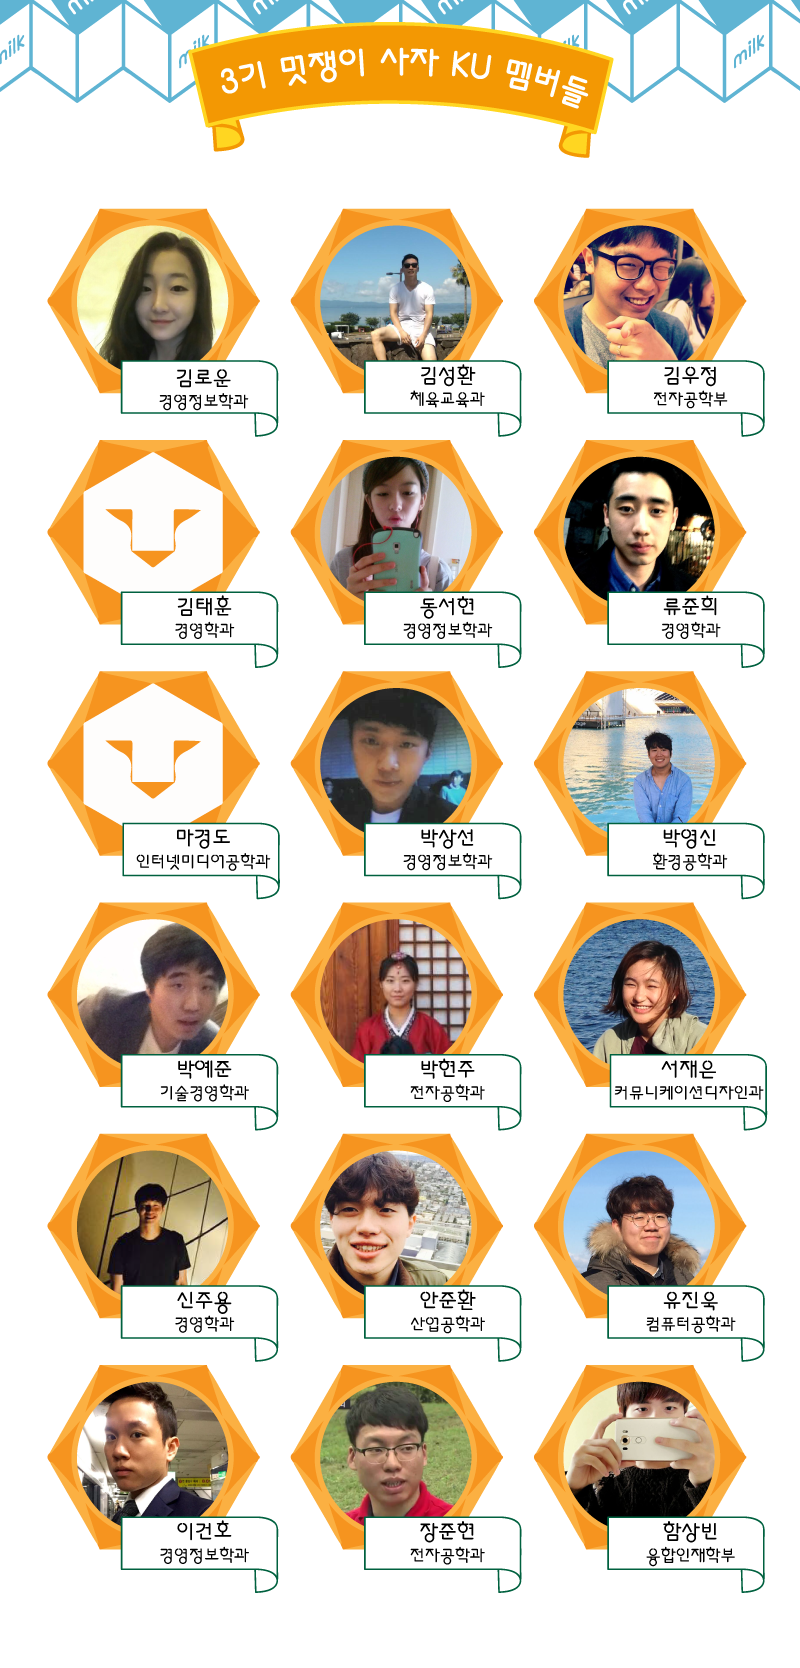 milk
milk
milk
milk
3기 멋쟁이 사자 KU 멤버들
김로운
경영정보학과
김성환
체육교육과
김우정
전자공학부
김태훈
경영학과
동서현
경영정보학과
류준희
경영학과
마경도
인터넷미디어공학과
박상선
경영정보학과
박영신
환경공학과
박예준
기술경영학과
박현주
전자공학과
서재은
커뮤니케이션디자인과
신주용
경영학과
안준환
산업공학과
유진욱
컴퓨터공학과
이건호
경영정보학과
장준현
전자공학과
함상빈
융합인재학부